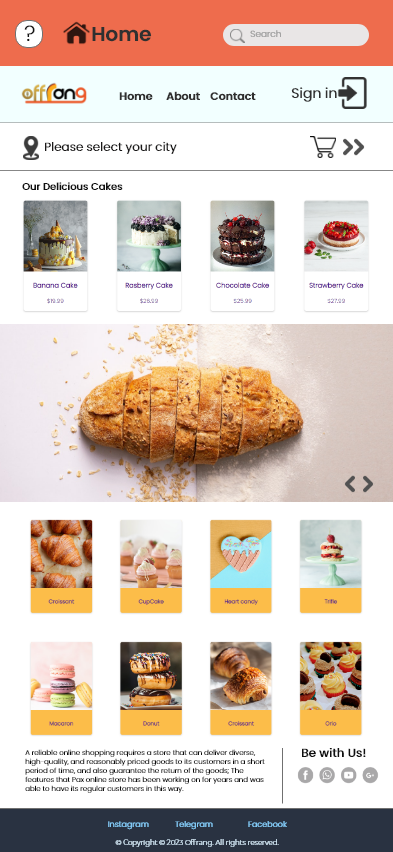 ?
Home
Search
offrang
Home About Contact
Sign in
Please select your city
Our Delicious Cakes
Banana Cake
$19.99
Rasberry Cake
$26.99
Chocolate Cake
$25.99
Strawberry Cake
$27.99
Croissant
CupCake
Heart candy
Trifle
Macaron
Donut
Croissant
Orio
A reliable online shopping requires a store that can deliver diverse,
high-quality, and reasonably priced goods to its customers in a short
period of time, and also guarantee the return of the goods; The
features that Pox online store has been working on for years and was
able to have its regular customers in this way.
Be with Us!
Instagram Telegram Facebook
© Copyright © 2023 Offrang. All rights reserved.